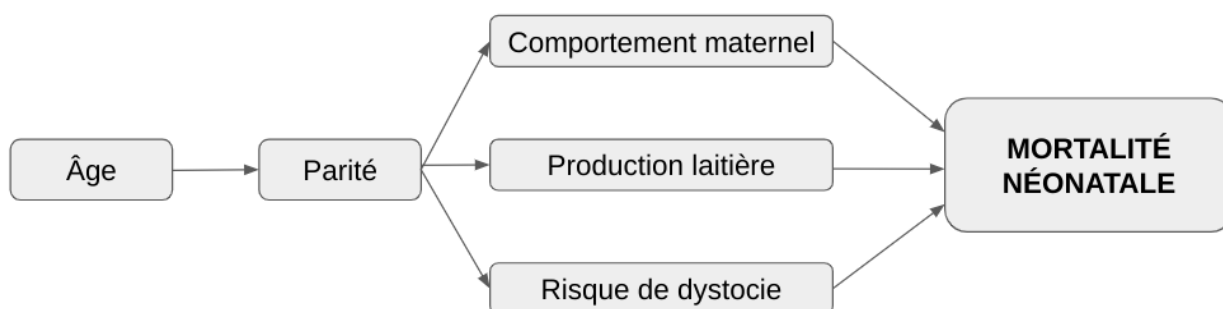 Comportement maternel
Âge
Parité
Production laitière
MORTALITÉ
NÉONATALE
Risque de dystocie